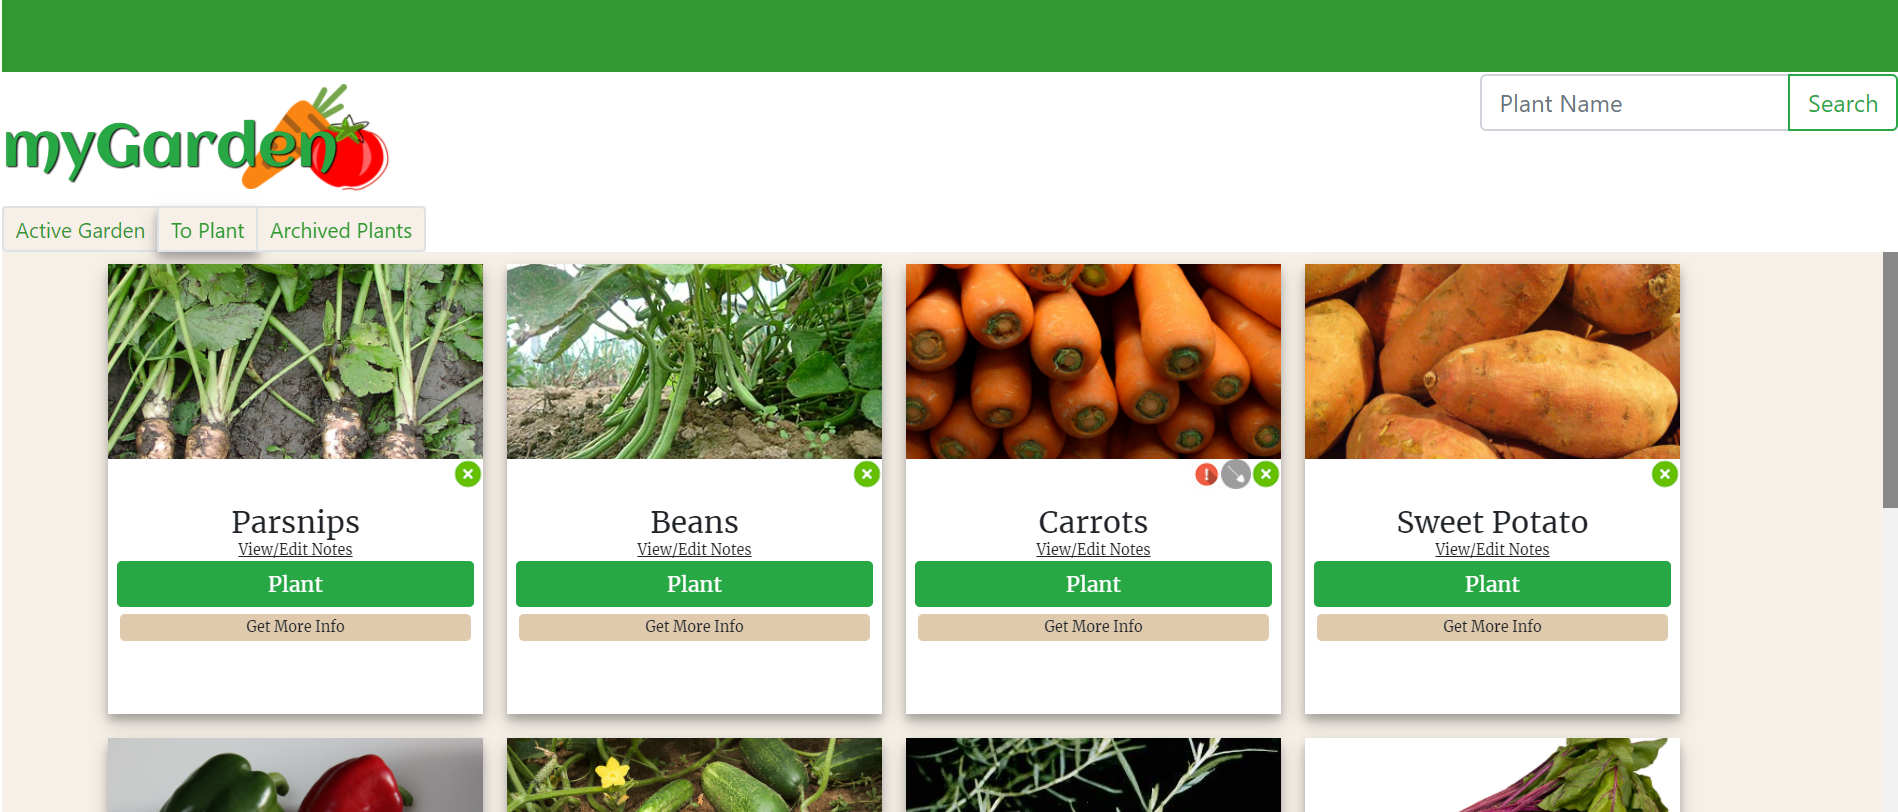 myGarden
Plant Name
Search
Active Garden
To Plant
Archived Plants
Parsnips
View/Edit Notes
Plant
Get More Info
Beans
View/Edit Notes
Plant
Get More Info
Carrots
View/Edit Notes
Plant
Get More Info
Sweet Potato
View/Edit Notes
Plant
Get More Info